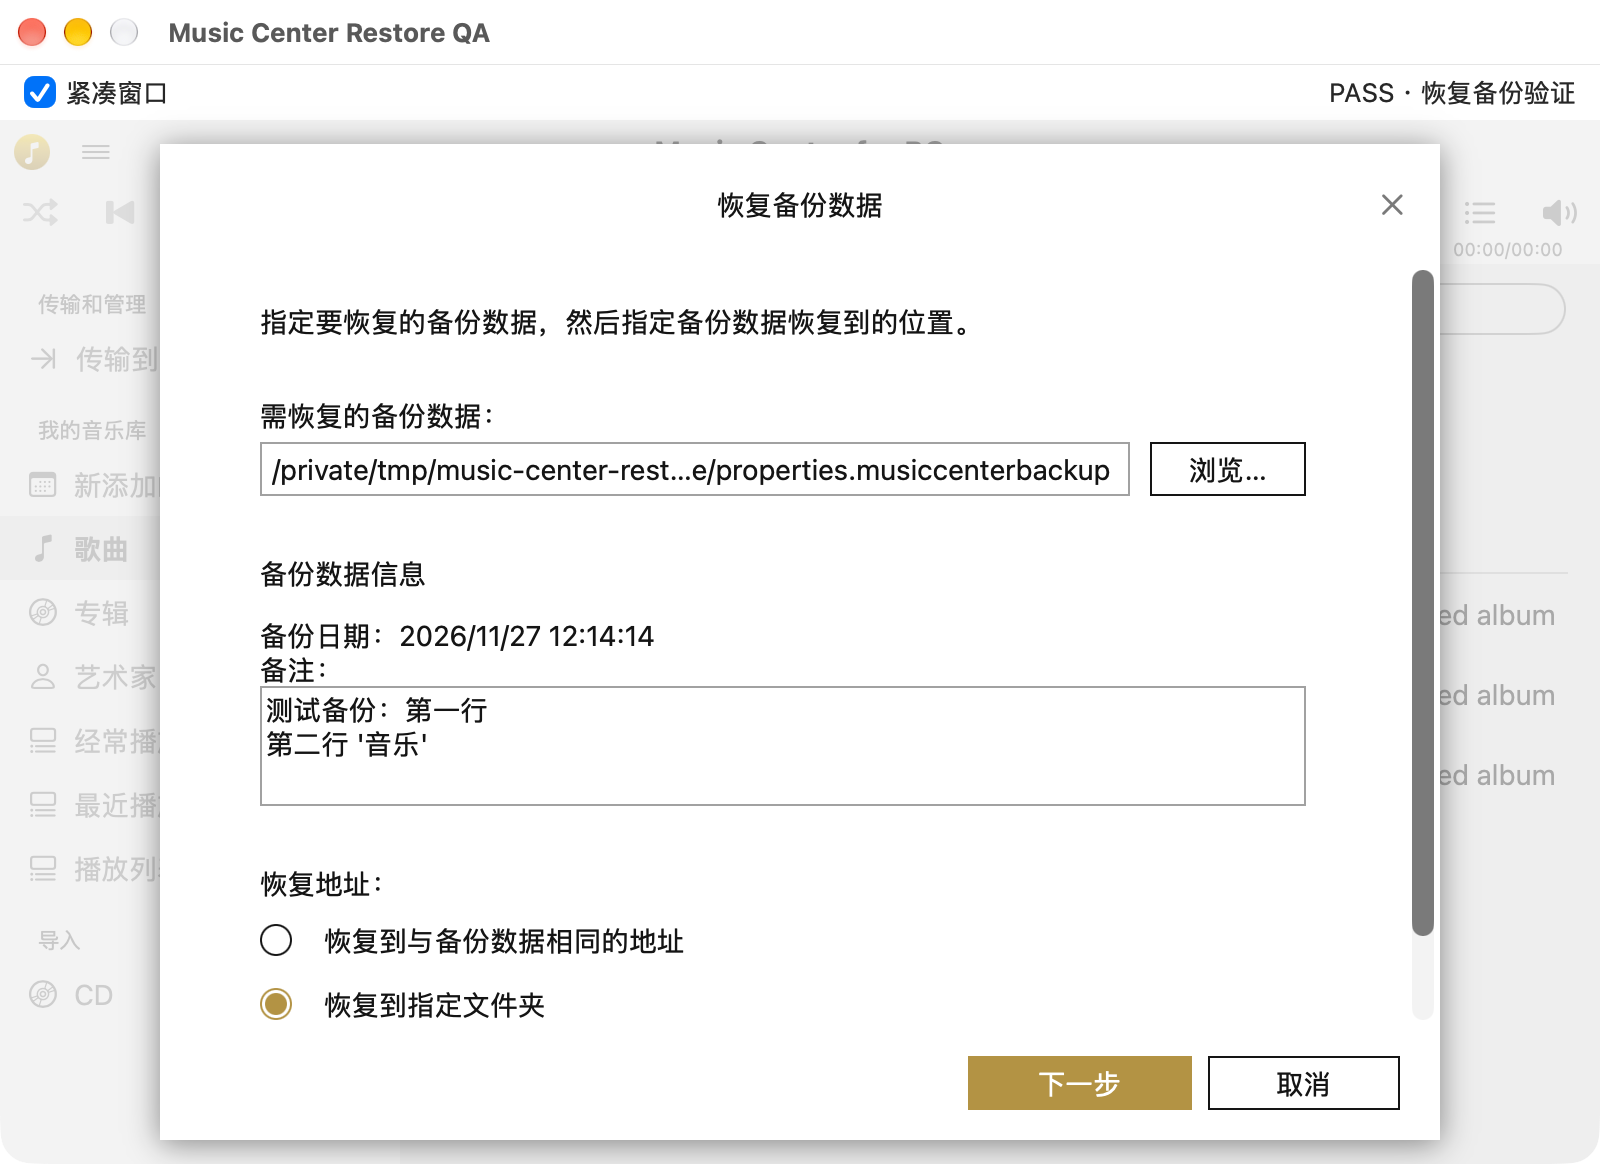 Music Center Restore QA
紧凑窗口
PASS · 恢复备份验证
恢复备份数据
00:00/00:00
传输和管理
传输到
我的音乐库
新添加
歌曲
专辑
艺术家
经常播
最近播
播放列
导入
CD
指定要恢复的备份数据，然后指定备份数据恢复到的位置。
需恢复的备份数据：
/private/tmp/music-center-rest...e/properties.musiccenterbackup
浏览...
备份数据信息
备份日期：2026/11/27 12:14:14
备注：
测试备份：第一行
第二行 '音乐'
恢复地址：
恢复到与备份数据相同的地址
恢复到指定文件夹
下一步
取消
ed album
ed album
ed album